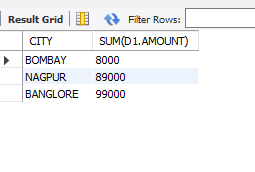 Result Grid Filter Rows:
CITY SUM(D1.AMOUNT)
BOMBAY 8000
NAGPUR 89000
BANGLORE 99000